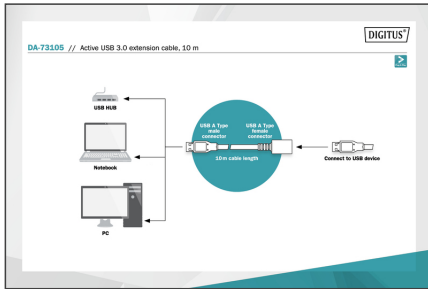 DIGITUS®
DA-73105 // Active USB 3.0 extension cable, 10 m
USB HUB
USB A Type
male
connector
USB A Type
female
connector
10 m cable length
Connect to USB device
Notebook
PC